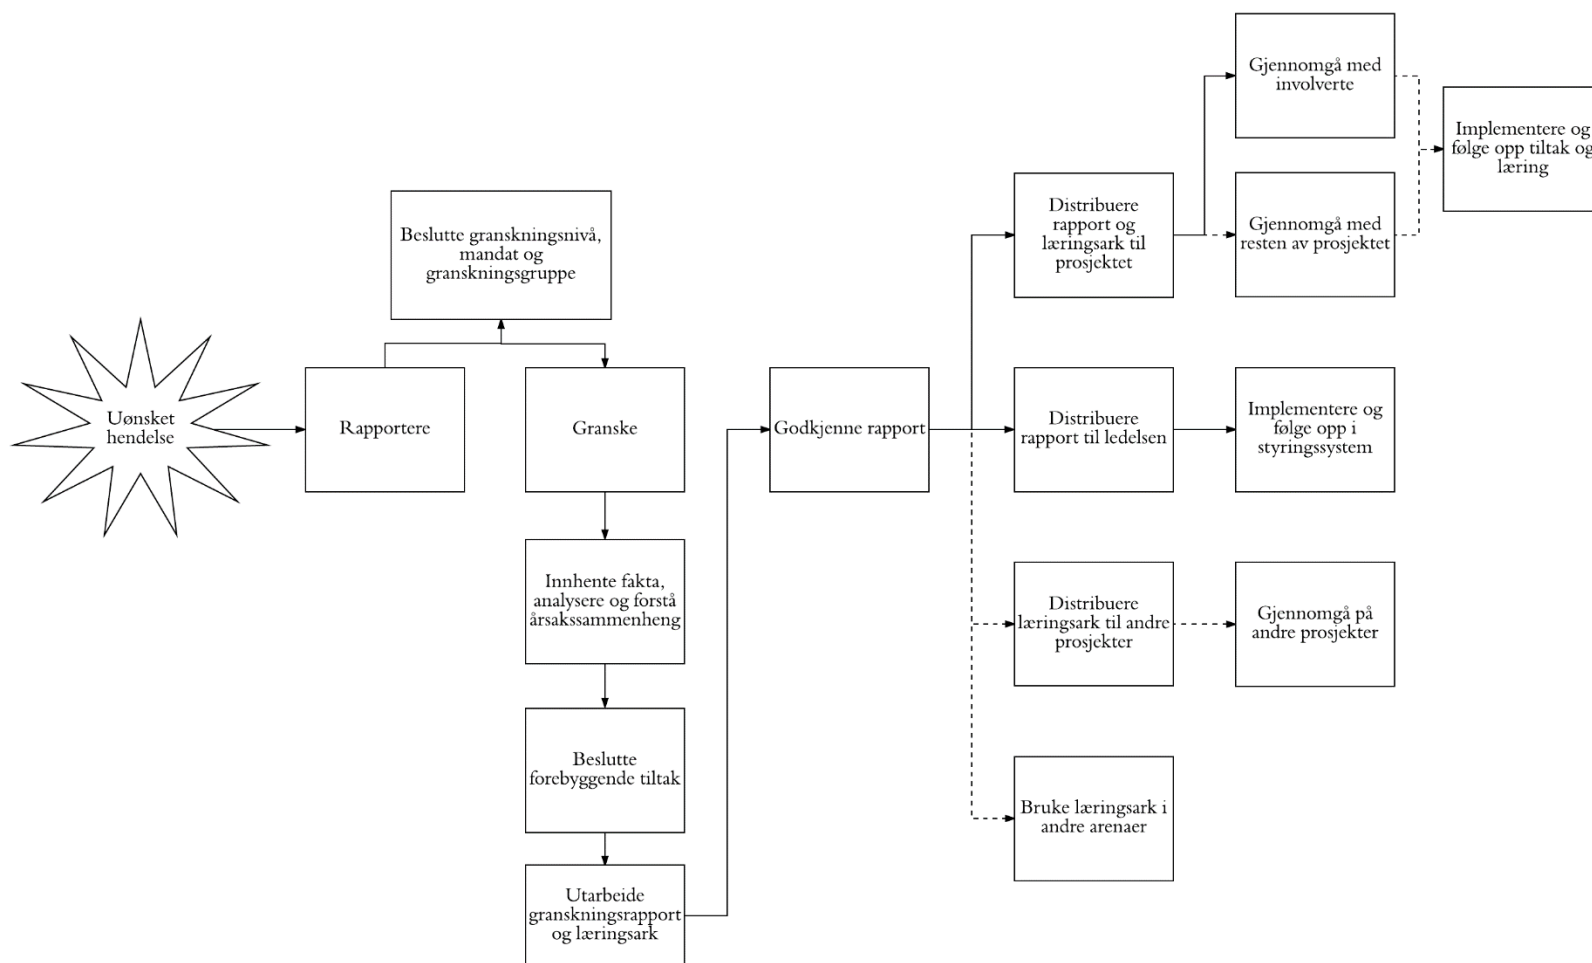 Uønsket
hendelse
Rapportere
Beslutte granskningsnivå,
mandat og
granskningsgruppe
Granske
Innhente fakta,
analysere og forstå
årsakssammenheng
Beslutte
forebyggende tiltak
Utarbeide
granskningsrapport
og læringsark
Godkjenne rapport
Distribuere
rapport og
læringsark til
prosjektet
Gjennomgå med
involverte
Gjennomgå med
resten av prosjektet
Implementere og
følge opp tiltak og
læring
Distribuere
rapport til ledelsen
Implementere og
følge opp i
styringssystem
Distribuere
læringsark til andre
prosjekter
Gjennomgå på
andre prosjekter
Bruke læringsark i
andre arenaer